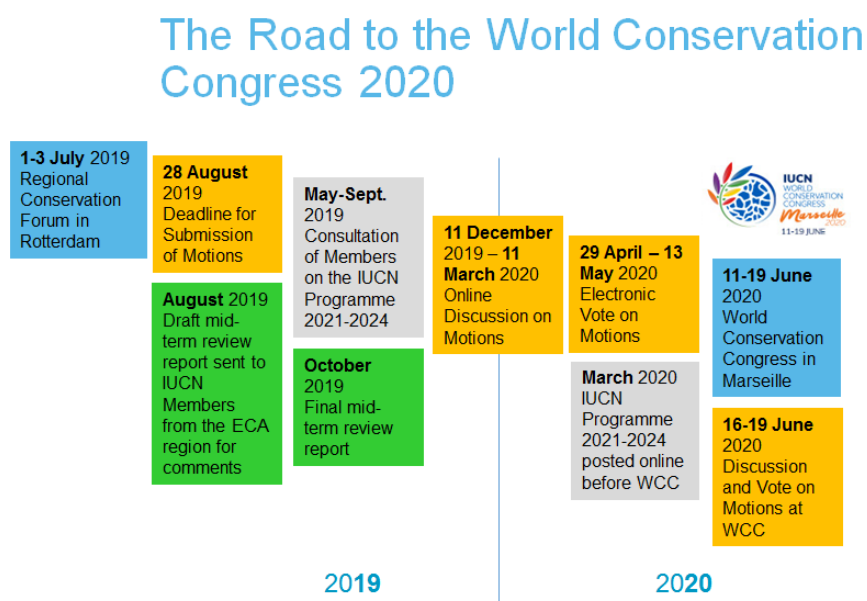 The Road to the World Conservation
Congress 2020
1-3 July 2019
Regional
Conservation
Forum in
Rotterdam
28 August
2019
Deadline for
Submission
of Motions
August 2019
Draft mid-
term review
report sent to
IUCN
Members
from the ECA
region for
comments
May-Sept.
2019
Consultation
of Members
on the IUCN
Programme
2021-2024
October
2019
Final mid-
term review
report
11 December
2019 – 11
March 2020
Online
Discussion on
Motions
29 April – 13
May 2020
Electronic
Vote on
Motions
March 2020
IUCN
Programme
2021-2024
posted online
before WCC
IUCN
WORLD
CONSERVATION
CONGRESS
Marseille
2020
11-19 JUNE
11-19 June
2020
World
Conservation
Congress in
Marseille
16-19 June
2020
Discussion
and Vote on
Motions at
WCC
2019
2020